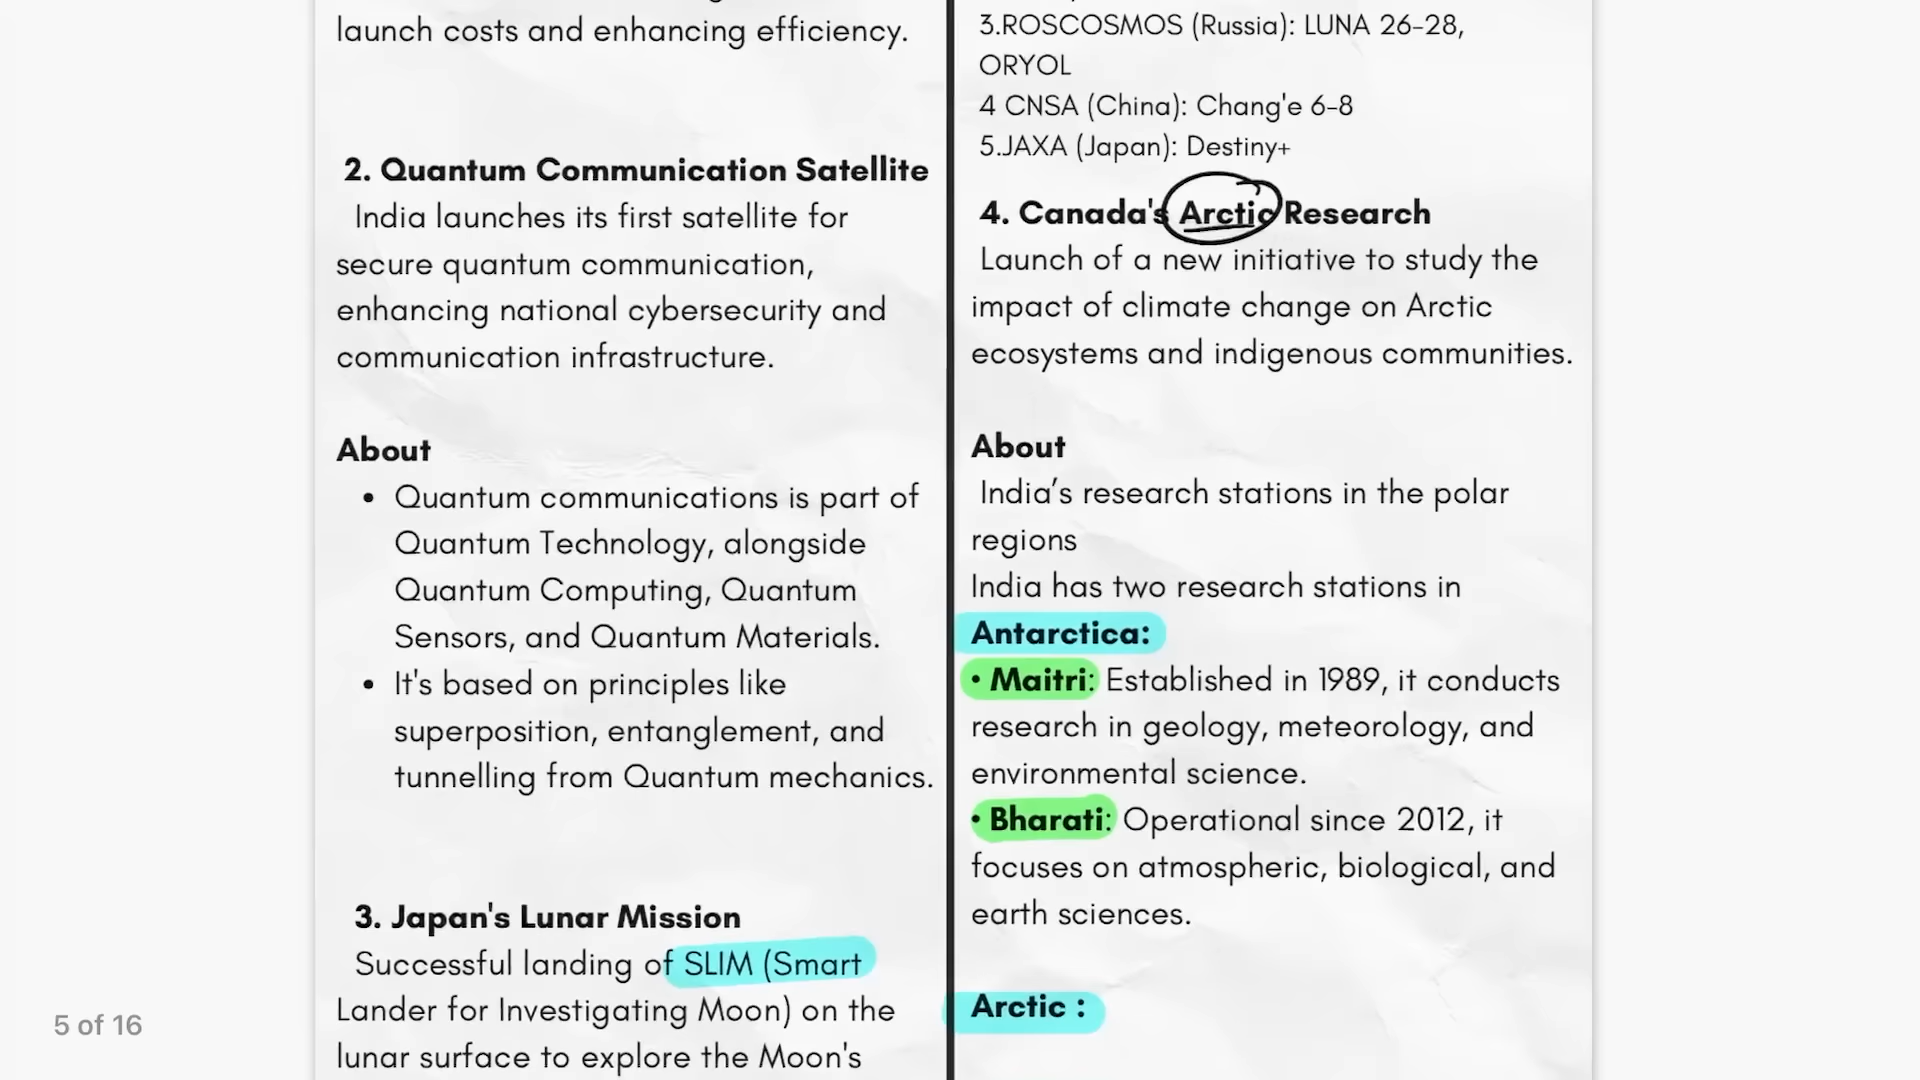 launch costs and enhancing efficiency.
2. Quantum Communication Satellite
India launches its first satellite for
secure quantum communication,
enhancing national cybersecurity and
communication infrastructure.
About
• Quantum communications is part of
Quantum Technology, alongside
Quantum Computing, Quantum
Sensors, and Quantum Materials.
• It's based on principles like
superposition, entanglement, and
tunnelling from Quantum mechanics.
3. Japan's Lunar Mission
Successful landing of SLIM (Smart
Lander for Investigating Moon) on the
lunar surface to explore the Moon's
3.ROSCOSMOS (Russia): LUNA 26-28,
ORYOL
4 CNSA (China): Chang'e 6-8
5.JAXA (Japan): Destiny+
4. Canada's Arctic Research
Launch of a new initiative to study the
impact of climate change on Arctic
ecosystems and indigenous communities.
About
India’s research stations in the polar
regions
India has two research stations in
Antarctica:
• Maitri: Established in 1989, it conducts
research in geology, meteorology, and
environmental science.
• Bharati: Operational since 2012, it
focuses on atmospheric, biological, and
earth sciences.
Arctic :
5 of 16